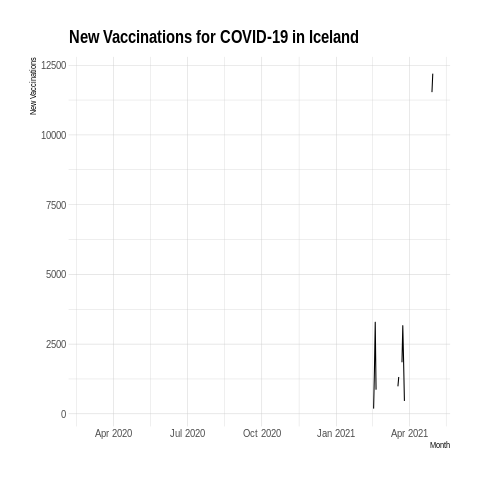 New Vaccinations for COVID-19 in Iceland
New Vaccinations
12500
10000
7500
5000
2500
0
Apr 2020 Jul 2020 Oct 2020 Jan 2021 Apr 2021
Month